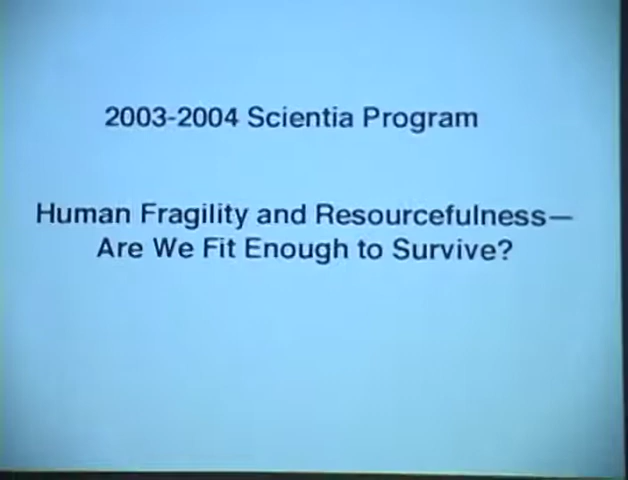 2003-2004 Scientia Program
Human Fragility and Resourcefulness—
Are We Fit Enough to Survive?